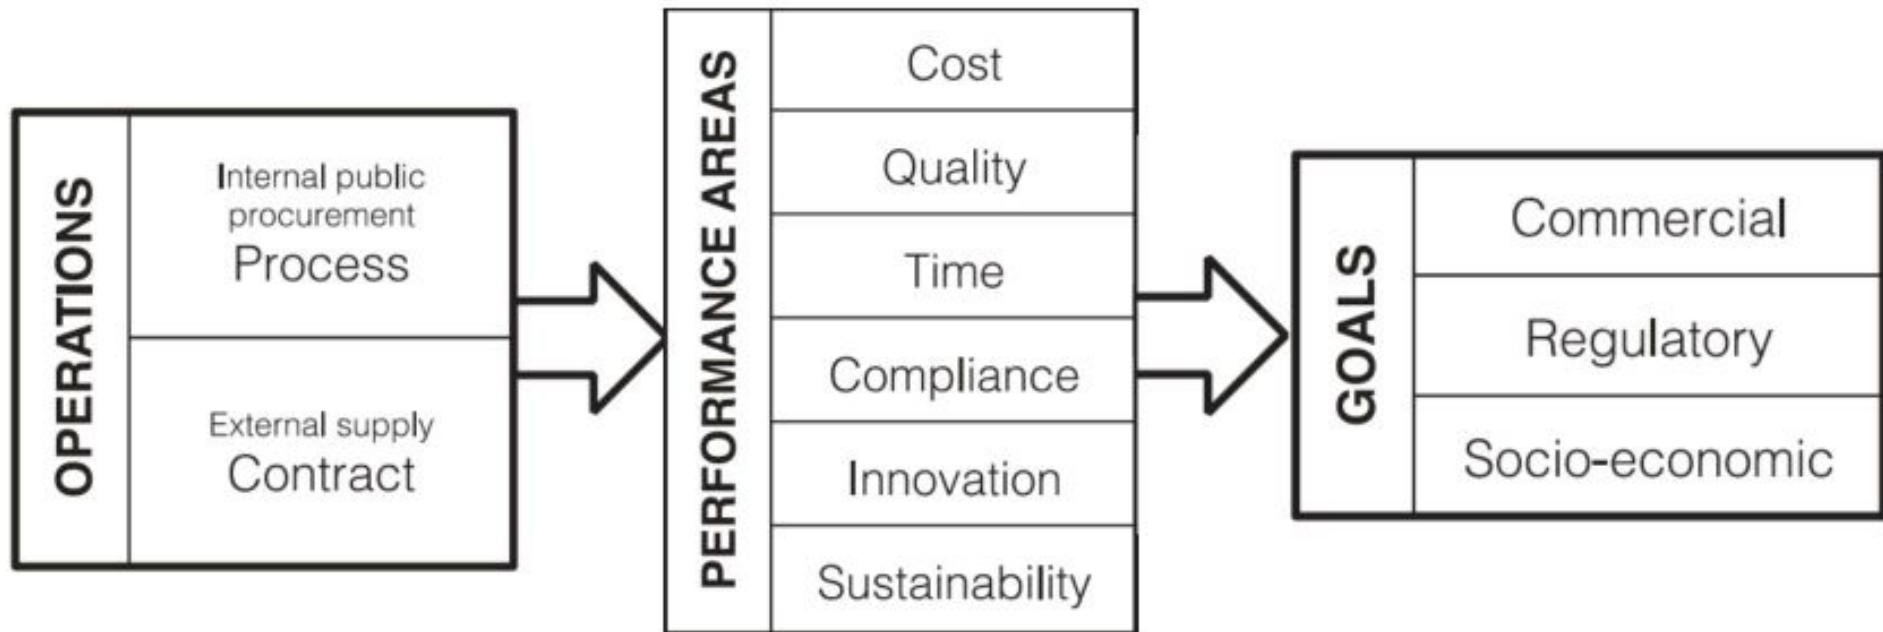 OPERATIONS
Internal public
procurement
Process
External supply
Contract
PERFORMANCE AREAS
Cost
Quality
Time
Compliance
Innovation
Sustainability
GOALS
Commercial
Regulatory
Socio-economic